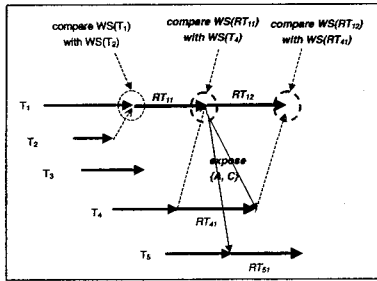 compare WS(T1)
with WS(T2)
compare WS(RT11)
with WS(T4)
compare WS(RT12)
with WS(RT41)
T1
RT11
RT12
T2
T3
expose
{A, C}
T4
RT41
T5
RT51